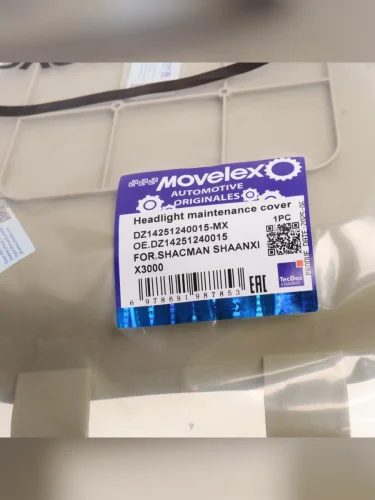 Movelex
AUTOMOTIVE
ORIGINALES
Headlight maintenance cover
DZ14251240015-MX
1PC
OE.DZ14251240015
FOR.SHACMAN SHAANXI
X3000
6 978691 987853
EAC
TecDoc